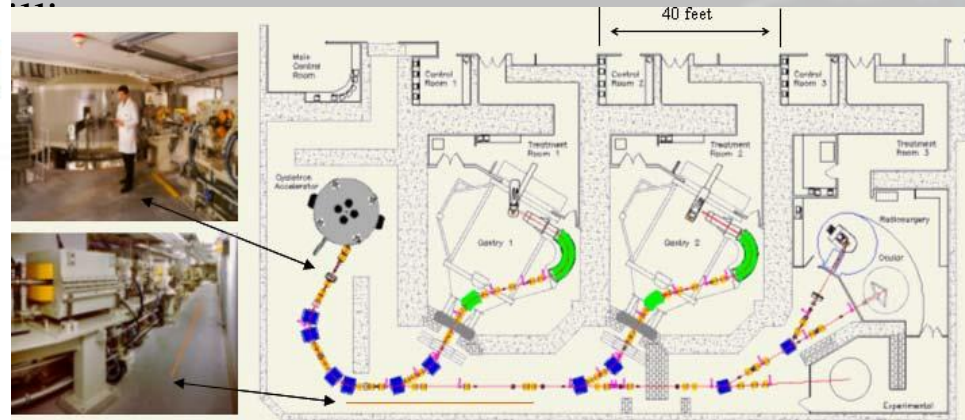 40 feet
Main
Control
Room
Control
Room 1
Control
Room 2
Control
Room 3
Treatment
Room 1
Treatment
Room 2
Treatment
Room 3
Cyclotron
Accelerator
Gantry 1
Gantry 2
Radiosurgery
Ocular
Experimental